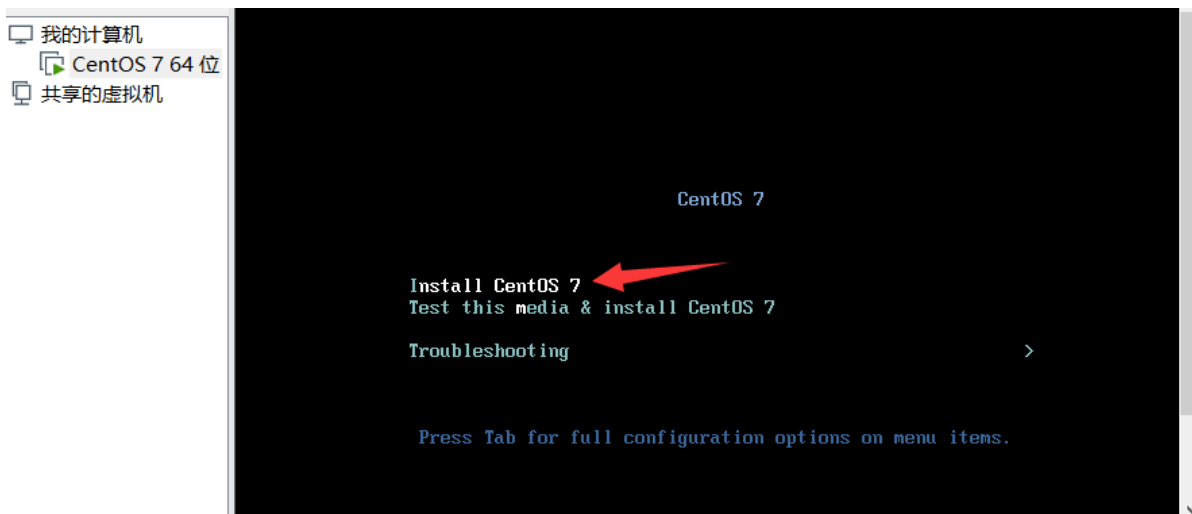 我的计算机
CentOS 7 64 位
共享的虚拟机
CentOS 7
Install CentOS 7
Test this media & install CentOS 7
Troubleshooting >
Press Tab for full configuration options on menu items.